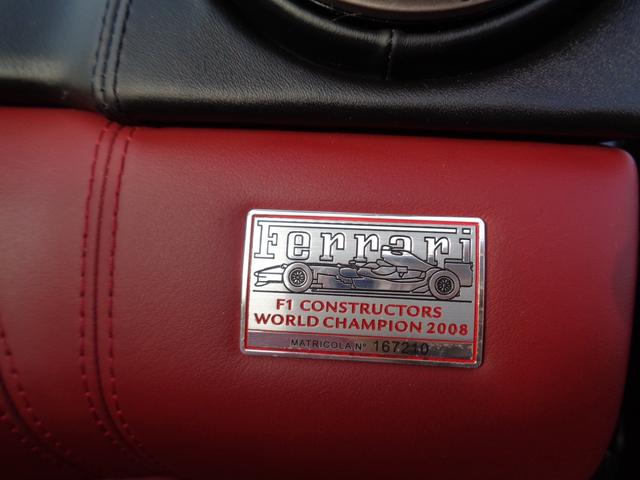 Ferrari
F1 CONSTRUCTORS
WORLD CHAMPION 2008
MATRICOLA Nº 167210